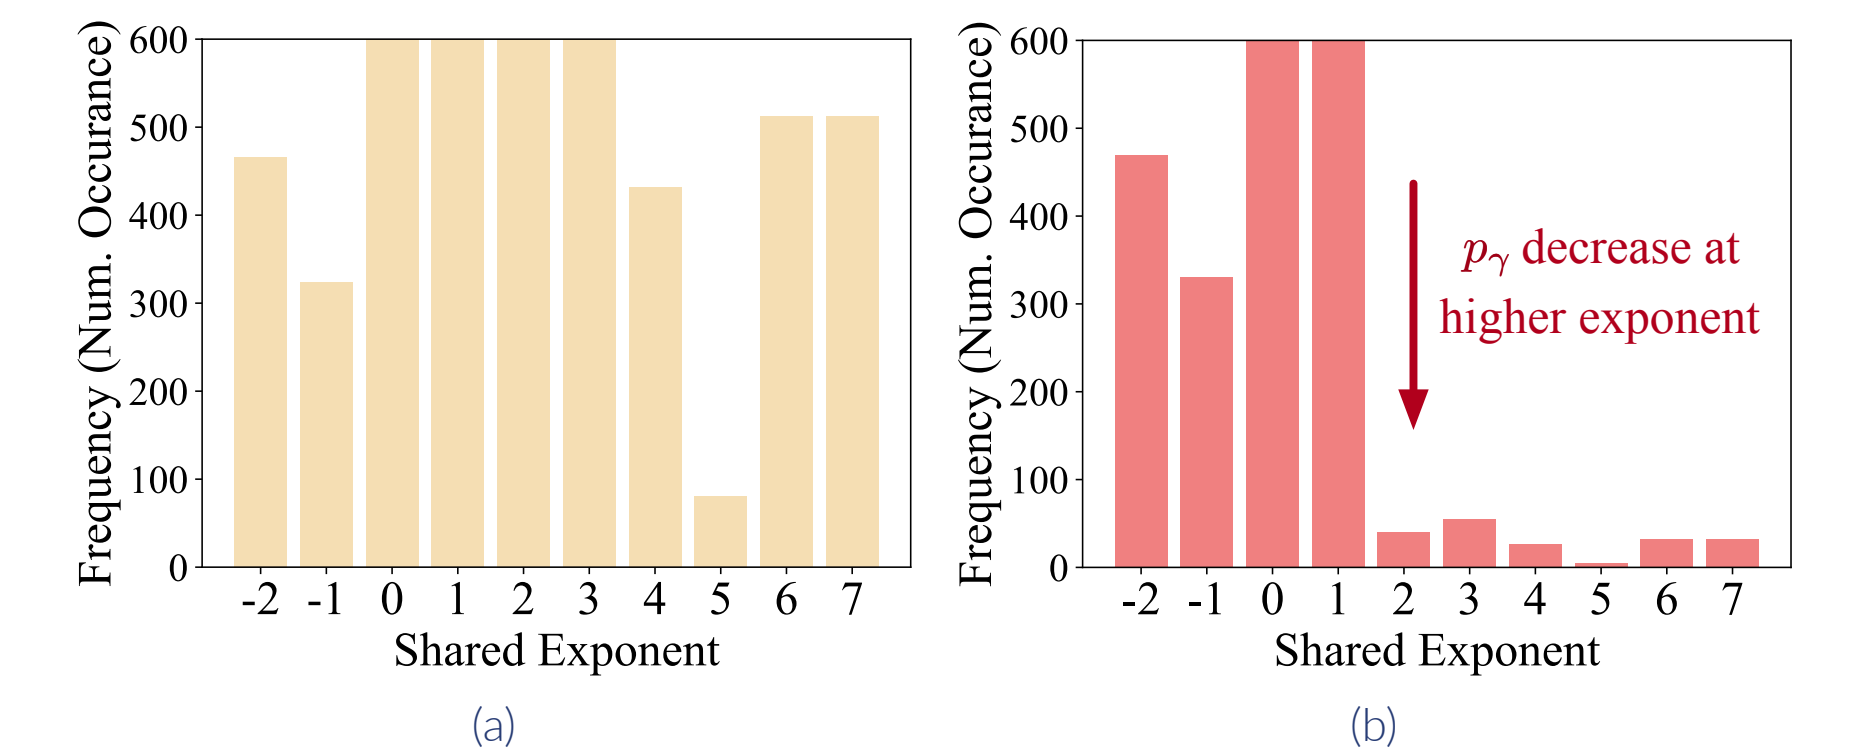 Frequency (Num. Occurance)
600
500
400
300
200
100
0
-2 -1 0 1 2 3 4 5 6 7
Shared Exponent
(a)
Frequency (Num. Occurance)
600
500
400
300
200
100
0
p_γ decrease at
higher exponent
-2 -1 0 1 2 3 4 5 6 7
Shared Exponent
(b)